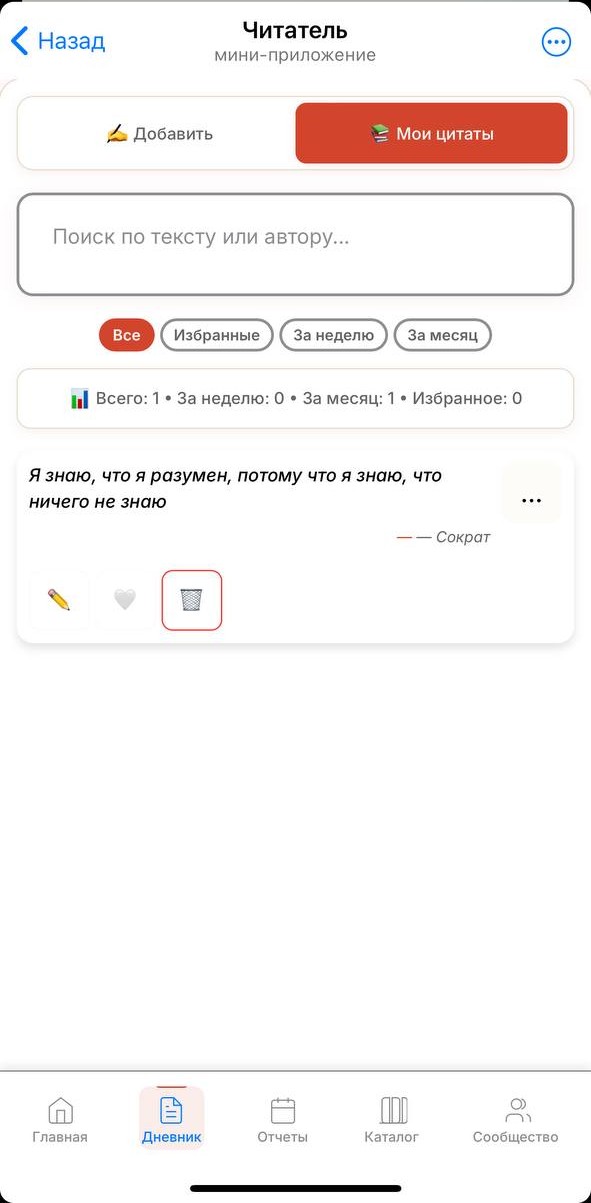 Назад
Читатель
мини-приложение
✍️ Добавить
📚 Мои цитаты
Поиск по тексту или автору...
Все
Избранные
За неделю
За месяц
📊 Всего: 1 • За неделю: 0 • За месяц: 1 • Избранное: 0
Я знаю, что я разумен, потому что я знаю, что
ничего не знаю
...
— — Сократ
Главная
Дневник
Отчеты
Каталог
Сообщество